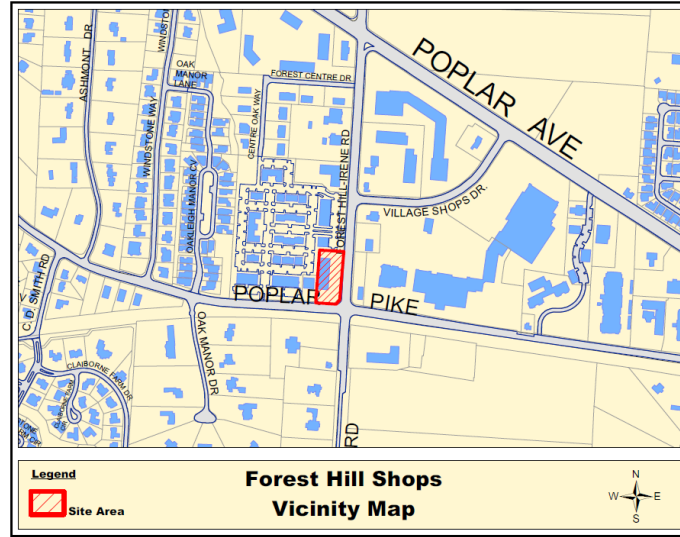 ASHMONT DR
WINDSTONE
OAK
MANOR
LANE
WINDSTONE WAY
OAKLEIGH MANOR CV
CENTRE OAK WAY
FOREST CENTRE DR
FOREST HILL-IRENE RD
POPLAR AVE
VILLAGE SHOPS DR.
C. D. SMITH RD
POPLAR PIKE
OAK MANOR DR
CLAIBORNE FARM DR
RD
Legend
Site Area
Forest Hill Shops
Vicinity Map
N
W
E
S